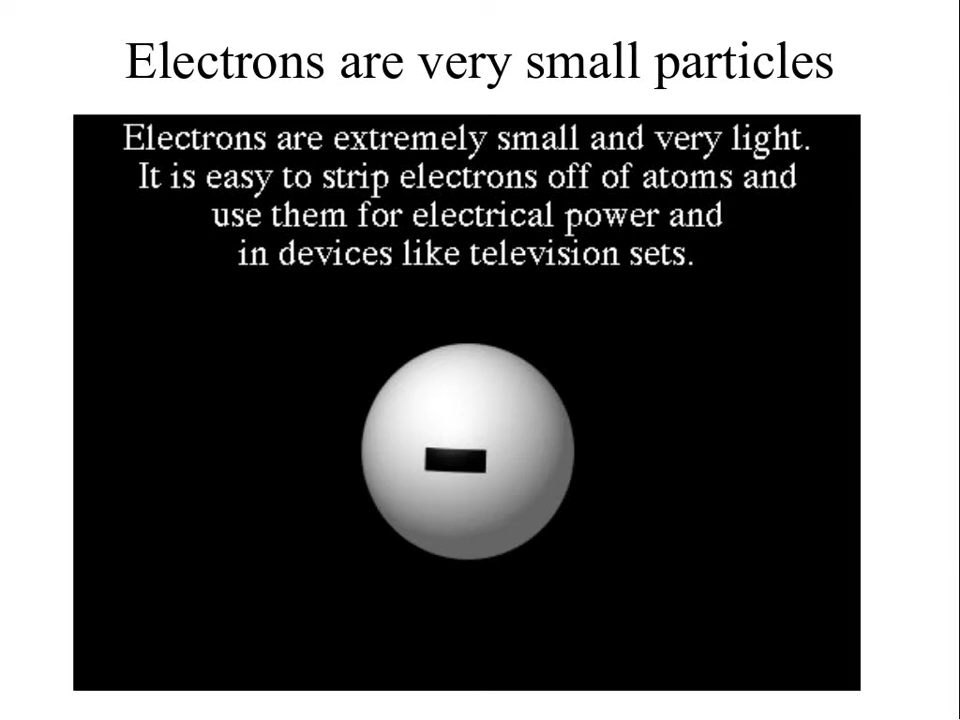 Electrons are very small particles
Electrons are extremely small and very light.
It is easy to strip electrons off of atoms and
use them for electrical power and
in devices like television sets.